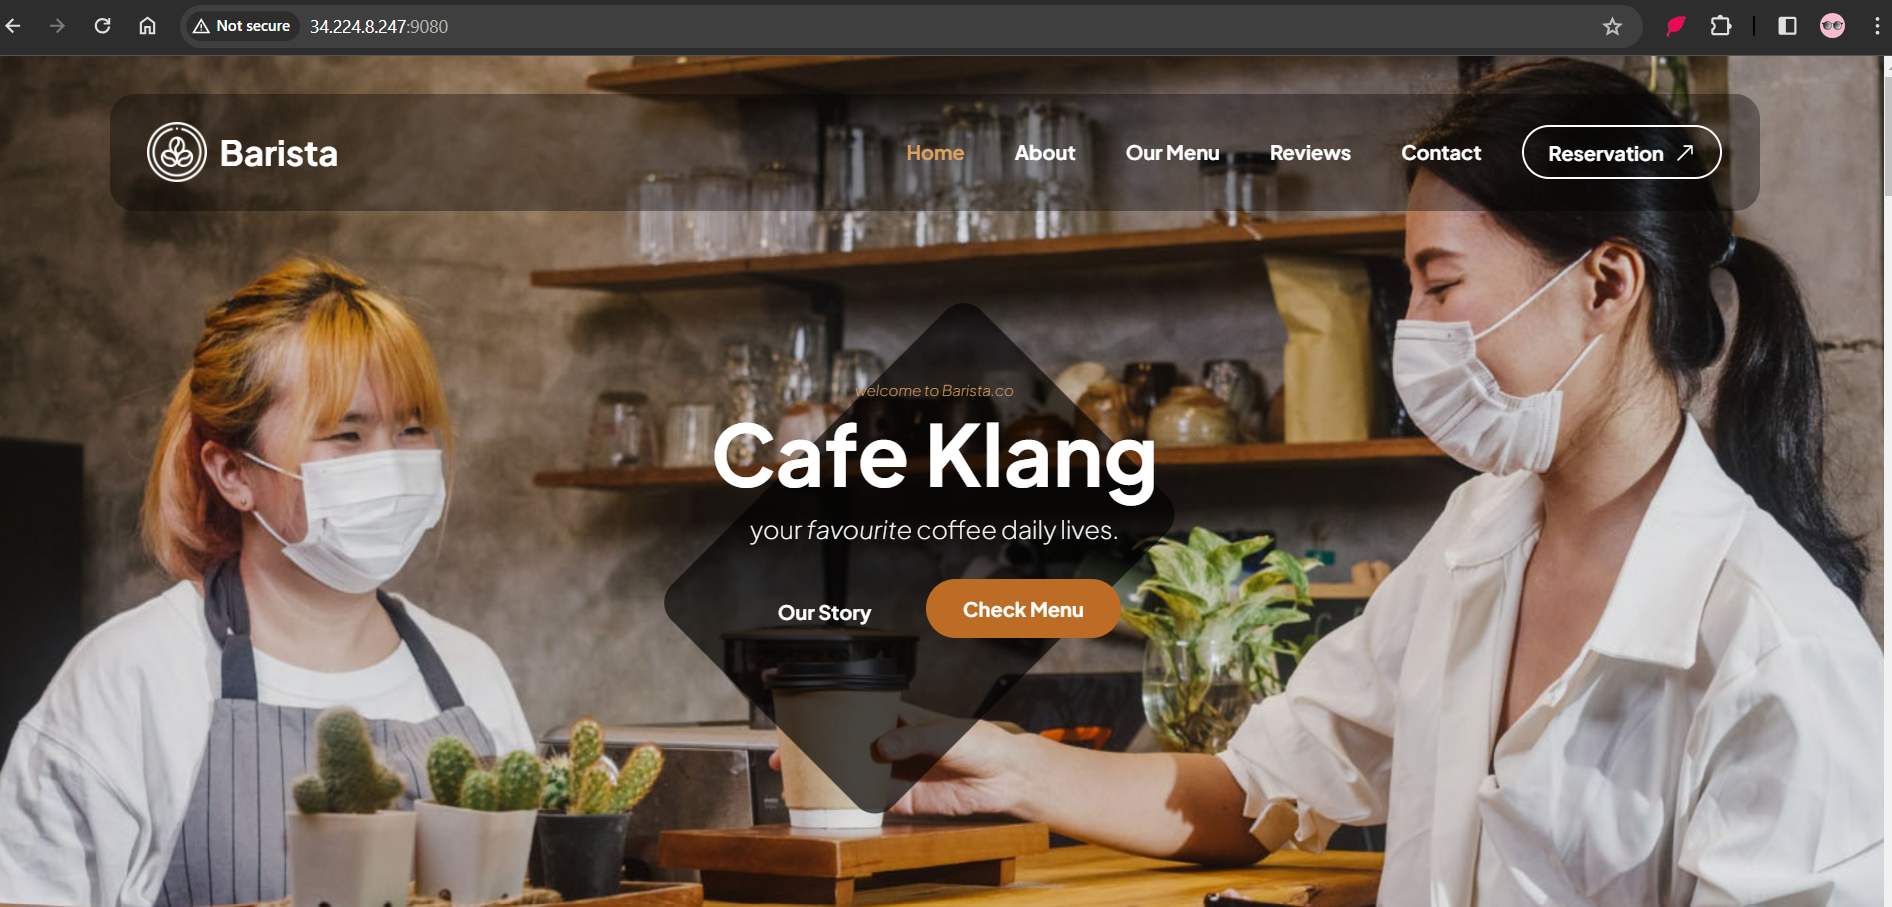 Not secure 34.224.8.247:9080
Barista
Home About Our Menu Reviews Contact Reservation
welcome to Barista.co
Cafe Klang
your favourite coffee daily lives.
Our Story Check Menu